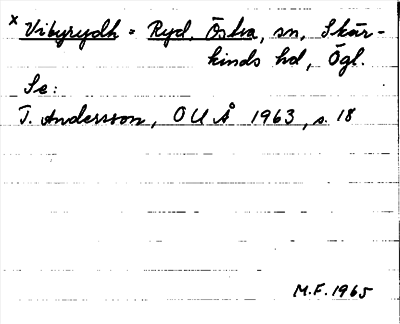 x Vibyrydh = Ryd, Östra, sn, Skär-
kinds hd, Ögl.
Se:
T. Andersson, OUÅ 1963, s. 18
M.F. 1965